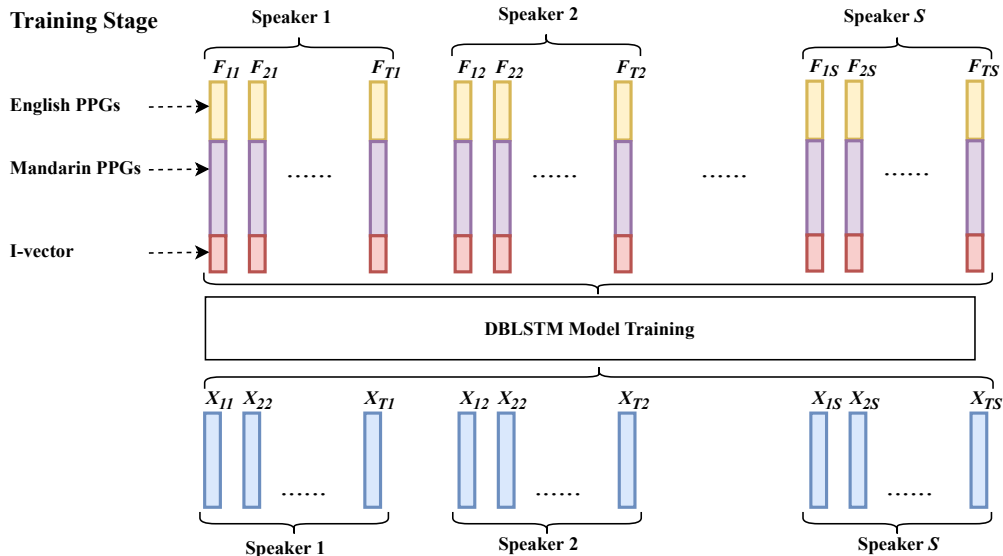 Training Stage
Speaker 1 Speaker 2 Speaker S
F11 F21 FT1 F12 F22 FT2 F1S F2S FTS
English PPGs
Mandarin PPGs
...... ...... ...... ......
I-vector
DBLSTM Model Training
X11 X22 XT1 X12 X22 XT2 X1S X2S XTS
...... ...... ......
Speaker 1 Speaker 2 Speaker S